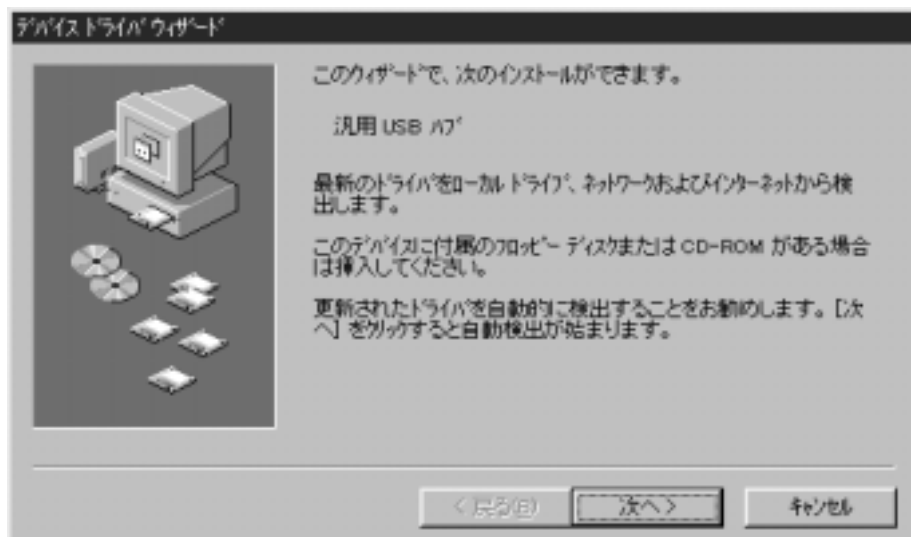 ﾃﾞﾊﾞｲｽ ﾄﾞﾗｲﾊﾞ ｳｨｻﾞｰﾄﾞ
このｳｨｻﾞｰﾄﾞで、次のｲﾝｽﾄｰﾙができます。
汎用 USB ﾊﾌﾞ
最新のﾄﾞﾗｲﾊﾞをﾛｰｶﾙ ﾄﾞﾗｲﾌﾞ、ﾈｯﾄﾜｰｸおよびｲﾝﾀｰﾈｯﾄから検
出します。
このﾃﾞﾊﾞｲｽに付属のﾌﾛｯﾋﾟｰ ﾃﾞｨｽｸまたは CD-ROM がある場合
は挿入してください。
更新されたﾄﾞﾗｲﾊﾞを自動的に検出することをお勧めします。[次
へ] をｸﾘｯｸすると自動検出が始まります。
< 戻る(B)
次へ >
ｷｬﾝｾﾙ